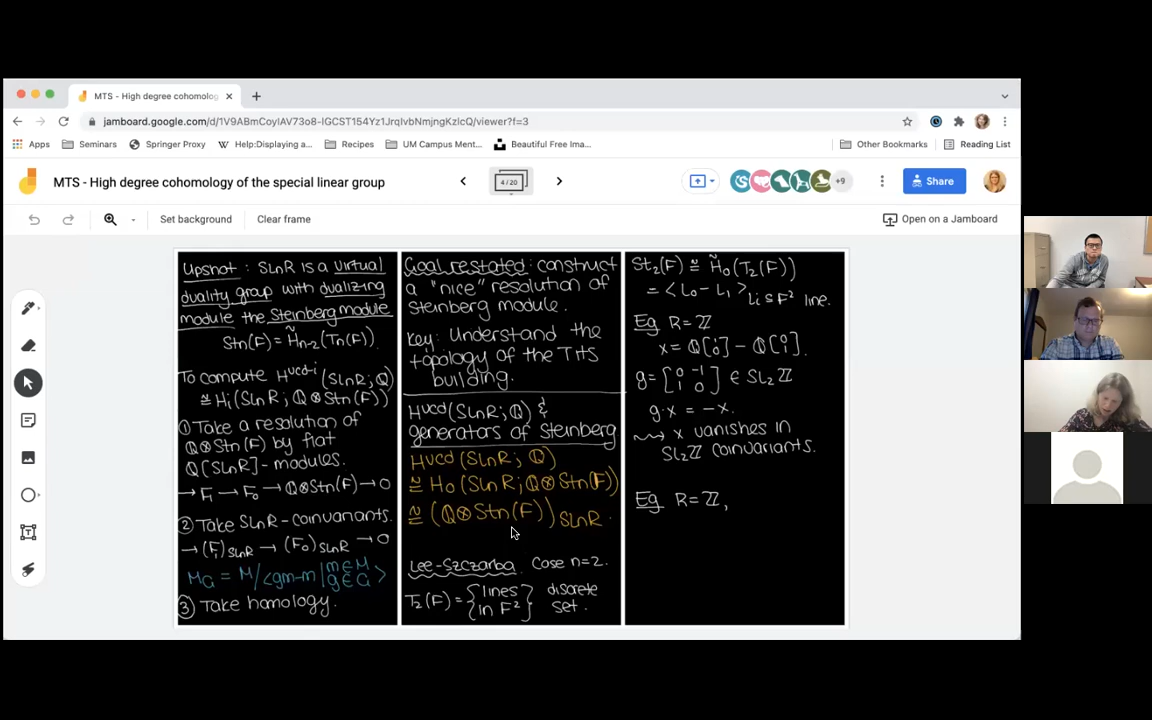 MTS - High degree cohomolog
jamboard.google.com/d/1V9ABmCoyIAV73o8-IGCST154Yz1JrqIvbNmjngKzlcQ/viewer?f=3
Apps
Seminars
Springer Proxy
Help:Displaying a...
Recipes
UM Campus Ment...
Beautiful Free Ima...
Other Bookmarks
Reading List
MTS - High degree cohomology of the special linear group
4/20
+9
Share
Set background
Clear frame
Open on a Jamboard
Upshot: SLnR is a virtual
duality group with dualizing
module the Steinberg module
Stn(F) = H̃n-2(Tn(F)).
To compute Hvcd-i(SLnR; Q)
≅ Hi(SLnR; Q⊗Stn(F))
① Take a resolution of
Q⊗Stn(F) by flat
Q[SLnR]-modules.
→ F1 → F0 → Q⊗Stn(F) → 0
② Take SLnR-coinvariants.
→ (F1)SLnR → (F0)SLnR → 0
MG = M/<gm-m | m∈M g∈G>
③ Take homology.
Goal restated: construct
a "nice" resolution of
Steinberg module.
Key: Understand the
topology of the Tits
building.
Hvcd(SLnR; Q) &
generators of Steinberg
Hvcd(SLnR; Q)
≅ H0(SLnR; Q⊗Stn(F))
≅ (Q⊗Stn(F))SLnR.
Lee-Szczarba. Case n=2.
T2(F) = {lines in F²} discrete set.
St2(F) ≅ H̃0(T2(F))
= <L0 - L1> Li ⊆ F² line.
Eg R = ℤ
x = Q[1 0] - Q[0 1].
g = [0 -1 1 0] ∈ SL2ℤ
g·x = -x.
⇝ x vanishes in
SL2ℤ coinvariants.
Eg R = ℤ,